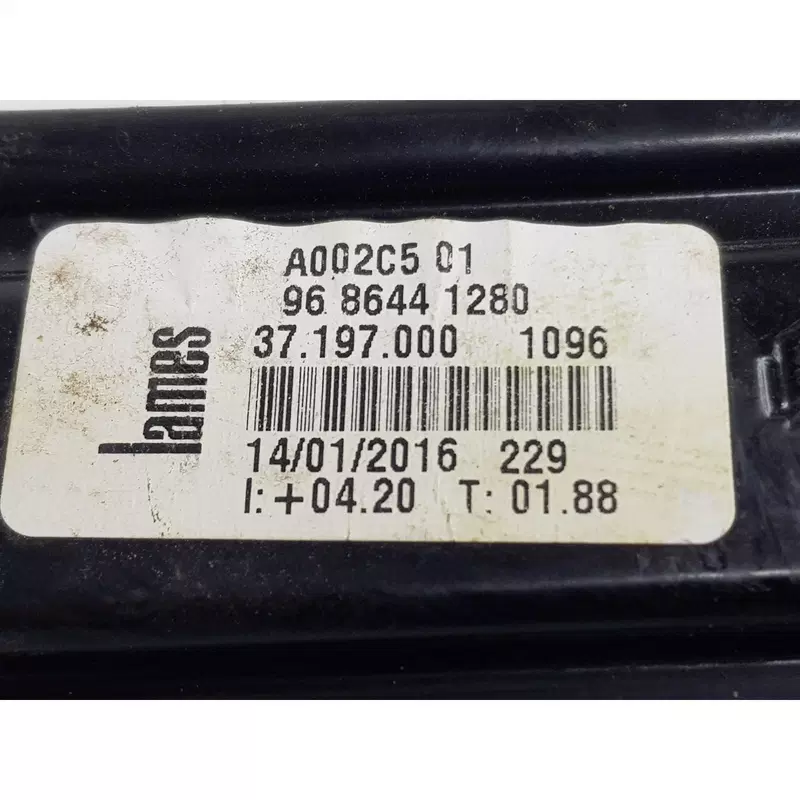 A002C5 01
96 8644 1280
37.197.000 1096
lames
14/01/2016 229
I: +04.20 T: 01.88